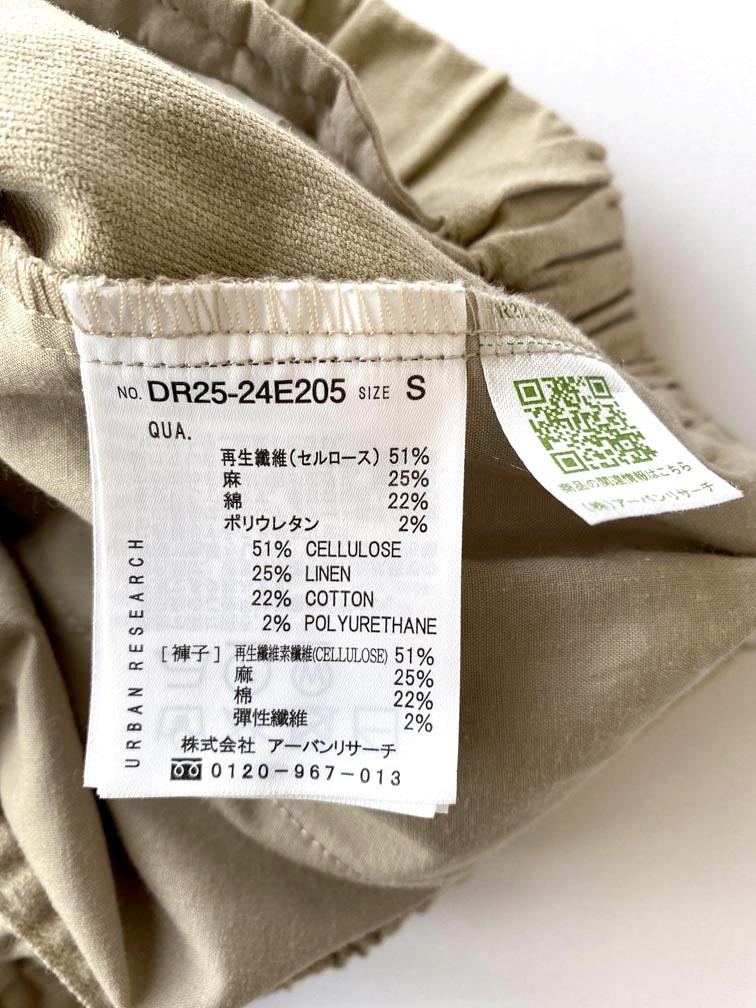 NO. DR25-24E205 SIZE S
QUA.
再生繊維(セルロース) 51%
麻 25%
綿 22%
ポリウレタン 2%
51% CELLULOSE
25% LINEN
22% COTTON
2% POLYURETHANE
[褲子] 再生纖維素纖維(CELLULOSE) 51%
麻 25%
棉 22%
彈性纖維 2%
株式会社 アーバンリサーチ
0120-967-013
URBAN RESEARCH
商品の関連情報はこちら
(株)アーバンリサーチ